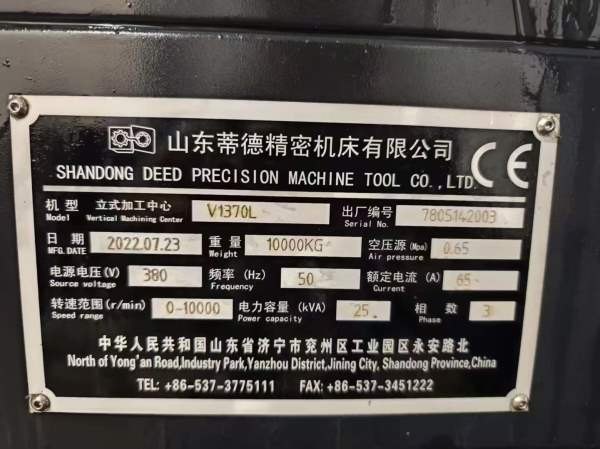 山东蒂德精密机床有限公司
SHANDONG DEED PRECISION MACHINE TOOL CO.,LTD. CE
机型 立式加工中心 V1370L 出厂编号 7805142003
Model Vertical Machining Center Serial No.
日期 2022.07.23 重量 10000KG 空压源(Mpa) 0.65
MFG.DATE Weight Air pressure
电源电压(V) 380 频率(Hz) 50 额定电流(A) 65
Source voltage Frequency Current
转速范围(r/min) 0-10000 电力容量(kVA) 25 相数 3
Speed range Power capacity Phase
中华人民共和国山东省济宁市兖州区工业园区永安路北
North of Yong'an Road,Industry Park,Yanzhou District,Jining City, Shandong Province,China
TEL: +86-537-3775111 FAX: +86-537-3451222